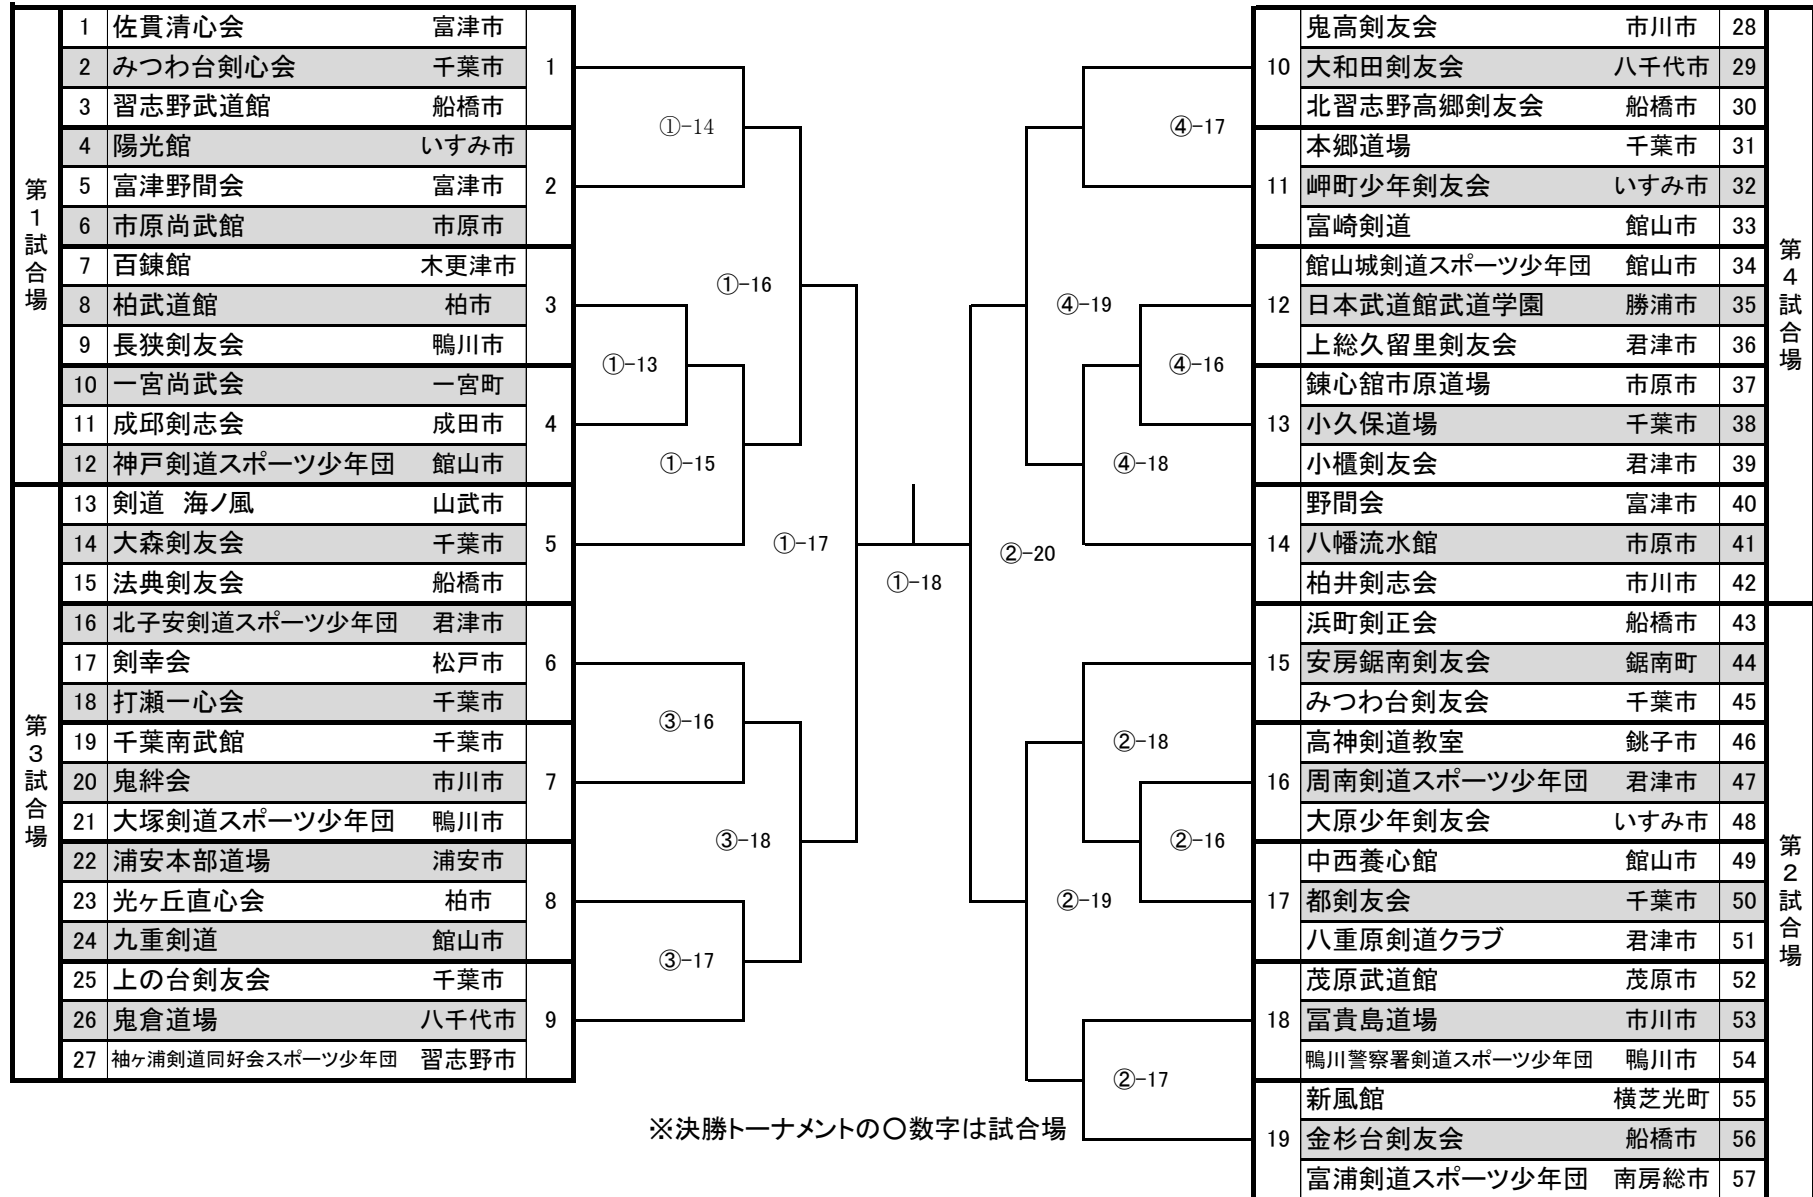 第1試合場
1 佐貫清心会 富津市
2 みつわ台剣心会 千葉市 1
3 習志野武道館 船橋市
4 陽光館 いすみ市
5 富津野間会 富津市 2
6 市原尚武館 市原市
7 百錬館 木更津市
8 柏武道館 柏市 3
9 長狭剣友会 鴨川市
10 一宮尚武会 一宮町
11 成邱剣志会 成田市 4
12 神戸剣道スポーツ少年団 館山市
第3試合場
13 剣道 海ノ風 山武市
14 大森剣友会 千葉市 5
15 法典剣友会 船橋市
16 北子安剣道スポーツ少年団 君津市
17 剣幸会 松戸市 6
18 打瀬一心会 千葉市
19 千葉南武館 千葉市
20 鬼絆会 市川市 7
21 大塚剣道スポーツ少年団 鴨川市
22 浦安本部道場 浦安市
23 光ヶ丘直心会 柏市 8
24 九重剣道 館山市
25 上の台剣友会 千葉市
26 鬼倉道場 八千代市 9
27 袖ヶ浦剣道同好会スポーツ少年団 習志野市
①-14
①-16
①-13
①-15
①-17
③-16
③-18
③-17
①-18
④-17
④-19
④-16
④-18
②-20
②-18
②-16
②-19
②-17
※決勝トーナメントの○数字は試合場
鬼高剣友会 市川市 28
10 大和田剣友会 八千代市 29
北習志野高郷剣友会 船橋市 30
本郷道場 千葉市 31
11 岬町少年剣友会 いすみ市 32
富崎剣道 館山市 33
館山城剣道スポーツ少年団 館山市 34
12 日本武道館武道学園 勝浦市 35
上総久留里剣友会 君津市 36
錬心舘市原道場 市原市 37
13 小久保道場 千葉市 38
小櫃剣友会 君津市 39
野間会 富津市 40
14 八幡流水館 市原市 41
柏井剣志会 市川市 42
第4試合場
浜町剣正会 船橋市 43
15 安房鋸南剣友会 鋸南町 44
みつわ台剣友会 千葉市 45
高神剣道教室 銚子市 46
16 周南剣道スポーツ少年団 君津市 47
大原少年剣友会 いすみ市 48
中西養心館 館山市 49
17 都剣友会 千葉市 50
八重原剣道クラブ 君津市 51
茂原武道館 茂原市 52
18 冨貴島道場 市川市 53
鴨川警察署剣道スポーツ少年団 鴨川市 54
新風館 横芝光町 55
19 金杉台剣友会 船橋市 56
富浦剣道スポーツ少年団 南房総市 57
第2試合場